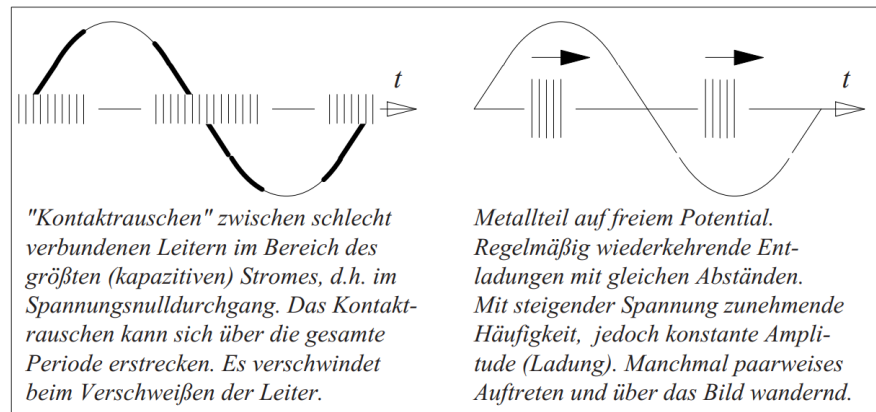 t
"Kontaktrauschen" zwischen schlecht
verbundenen Leitern im Bereich des
größten (kapazitiven) Stromes, d.h. im
Spannungsnulldurchgang. Das Kontakt-
rauschen kann sich über die gesamte
Periode erstrecken. Es verschwindet
beim Verschweißen der Leiter.
t
Metallteil auf freiem Potential.
Regelmäßig wiederkehrende Ent-
ladungen mit gleichen Abständen.
Mit steigender Spannung zunehmende
Häufigkeit, jedoch konstante Ampli-
tude (Ladung). Manchmal paarweises
Auftreten und über das Bild wandernd.